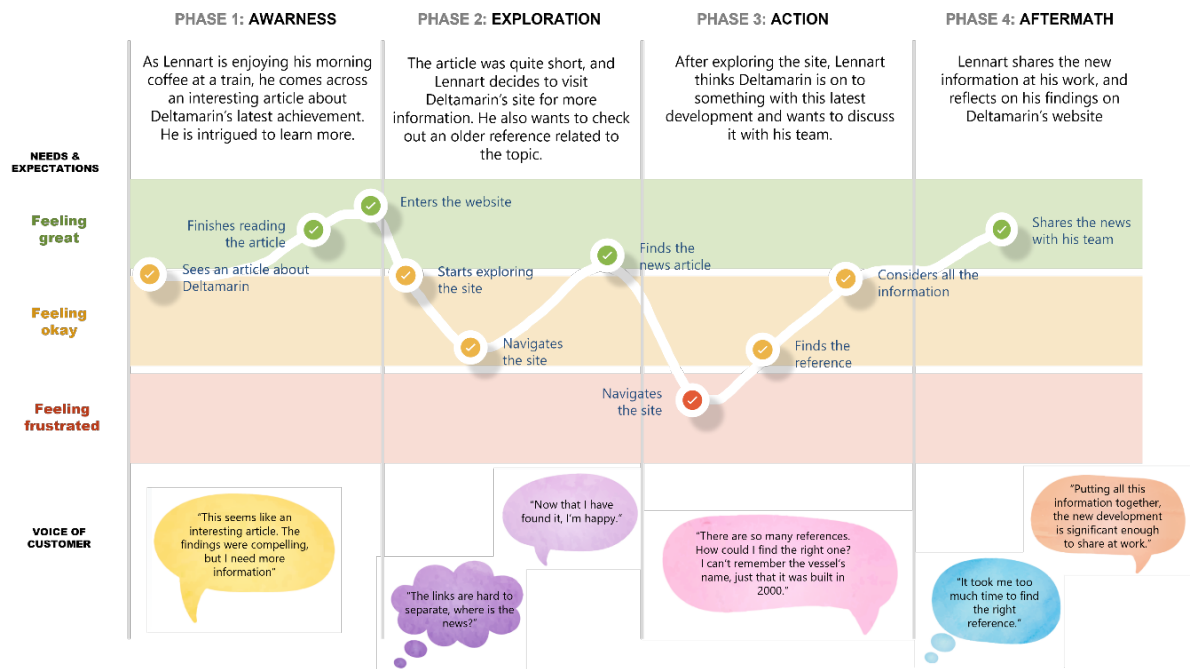 PHASE 1: AWARNESS
PHASE 2: EXPLORATION
PHASE 3: ACTION
PHASE 4: AFTERMATH
As Lennart is enjoying his morning
coffee at a train, he comes across
an interesting article about
Deltamarin's latest achievement.
He is intrigued to learn more.
The article was quite short, and
Lennart decides to visit
Deltamarin's site for more
information. He also wants to check
out an older reference related to
the topic.
After exploring the site, Lennart
thinks Deltamarin is on to
something with this latest
development and wants to discuss
it with his team.
Lennart shares the new
information at his work, and
reflects on his findings on
Deltamarin's website
NEEDS &
EXPECTATIONS
Feeling
great
Feeling
okay
Feeling
frustrated
Sees an article about
Deltamarin
Finishes reading
the article
Enters the website
Starts exploring
the site
Navigates
the site
Finds the
news article
Navigates
the site
Finds the
reference
Considers all the
information
Shares the news
with his team
VOICE OF
CUSTOMER
“This seems like an
interesting article. The
findings were compelling,
but I need more
information”
“The links are hard to
separate, where is the
news?”
“Now that I have
found it, I'm happy.”
“There are so many references.
How could I find the right one?
I can't remember the vessel's
name, just that it was built in
2000.”
“It took me too
much time to find
the right
reference.”
“Putting all this
information together,
the new development
is significant enough
to share at work.”